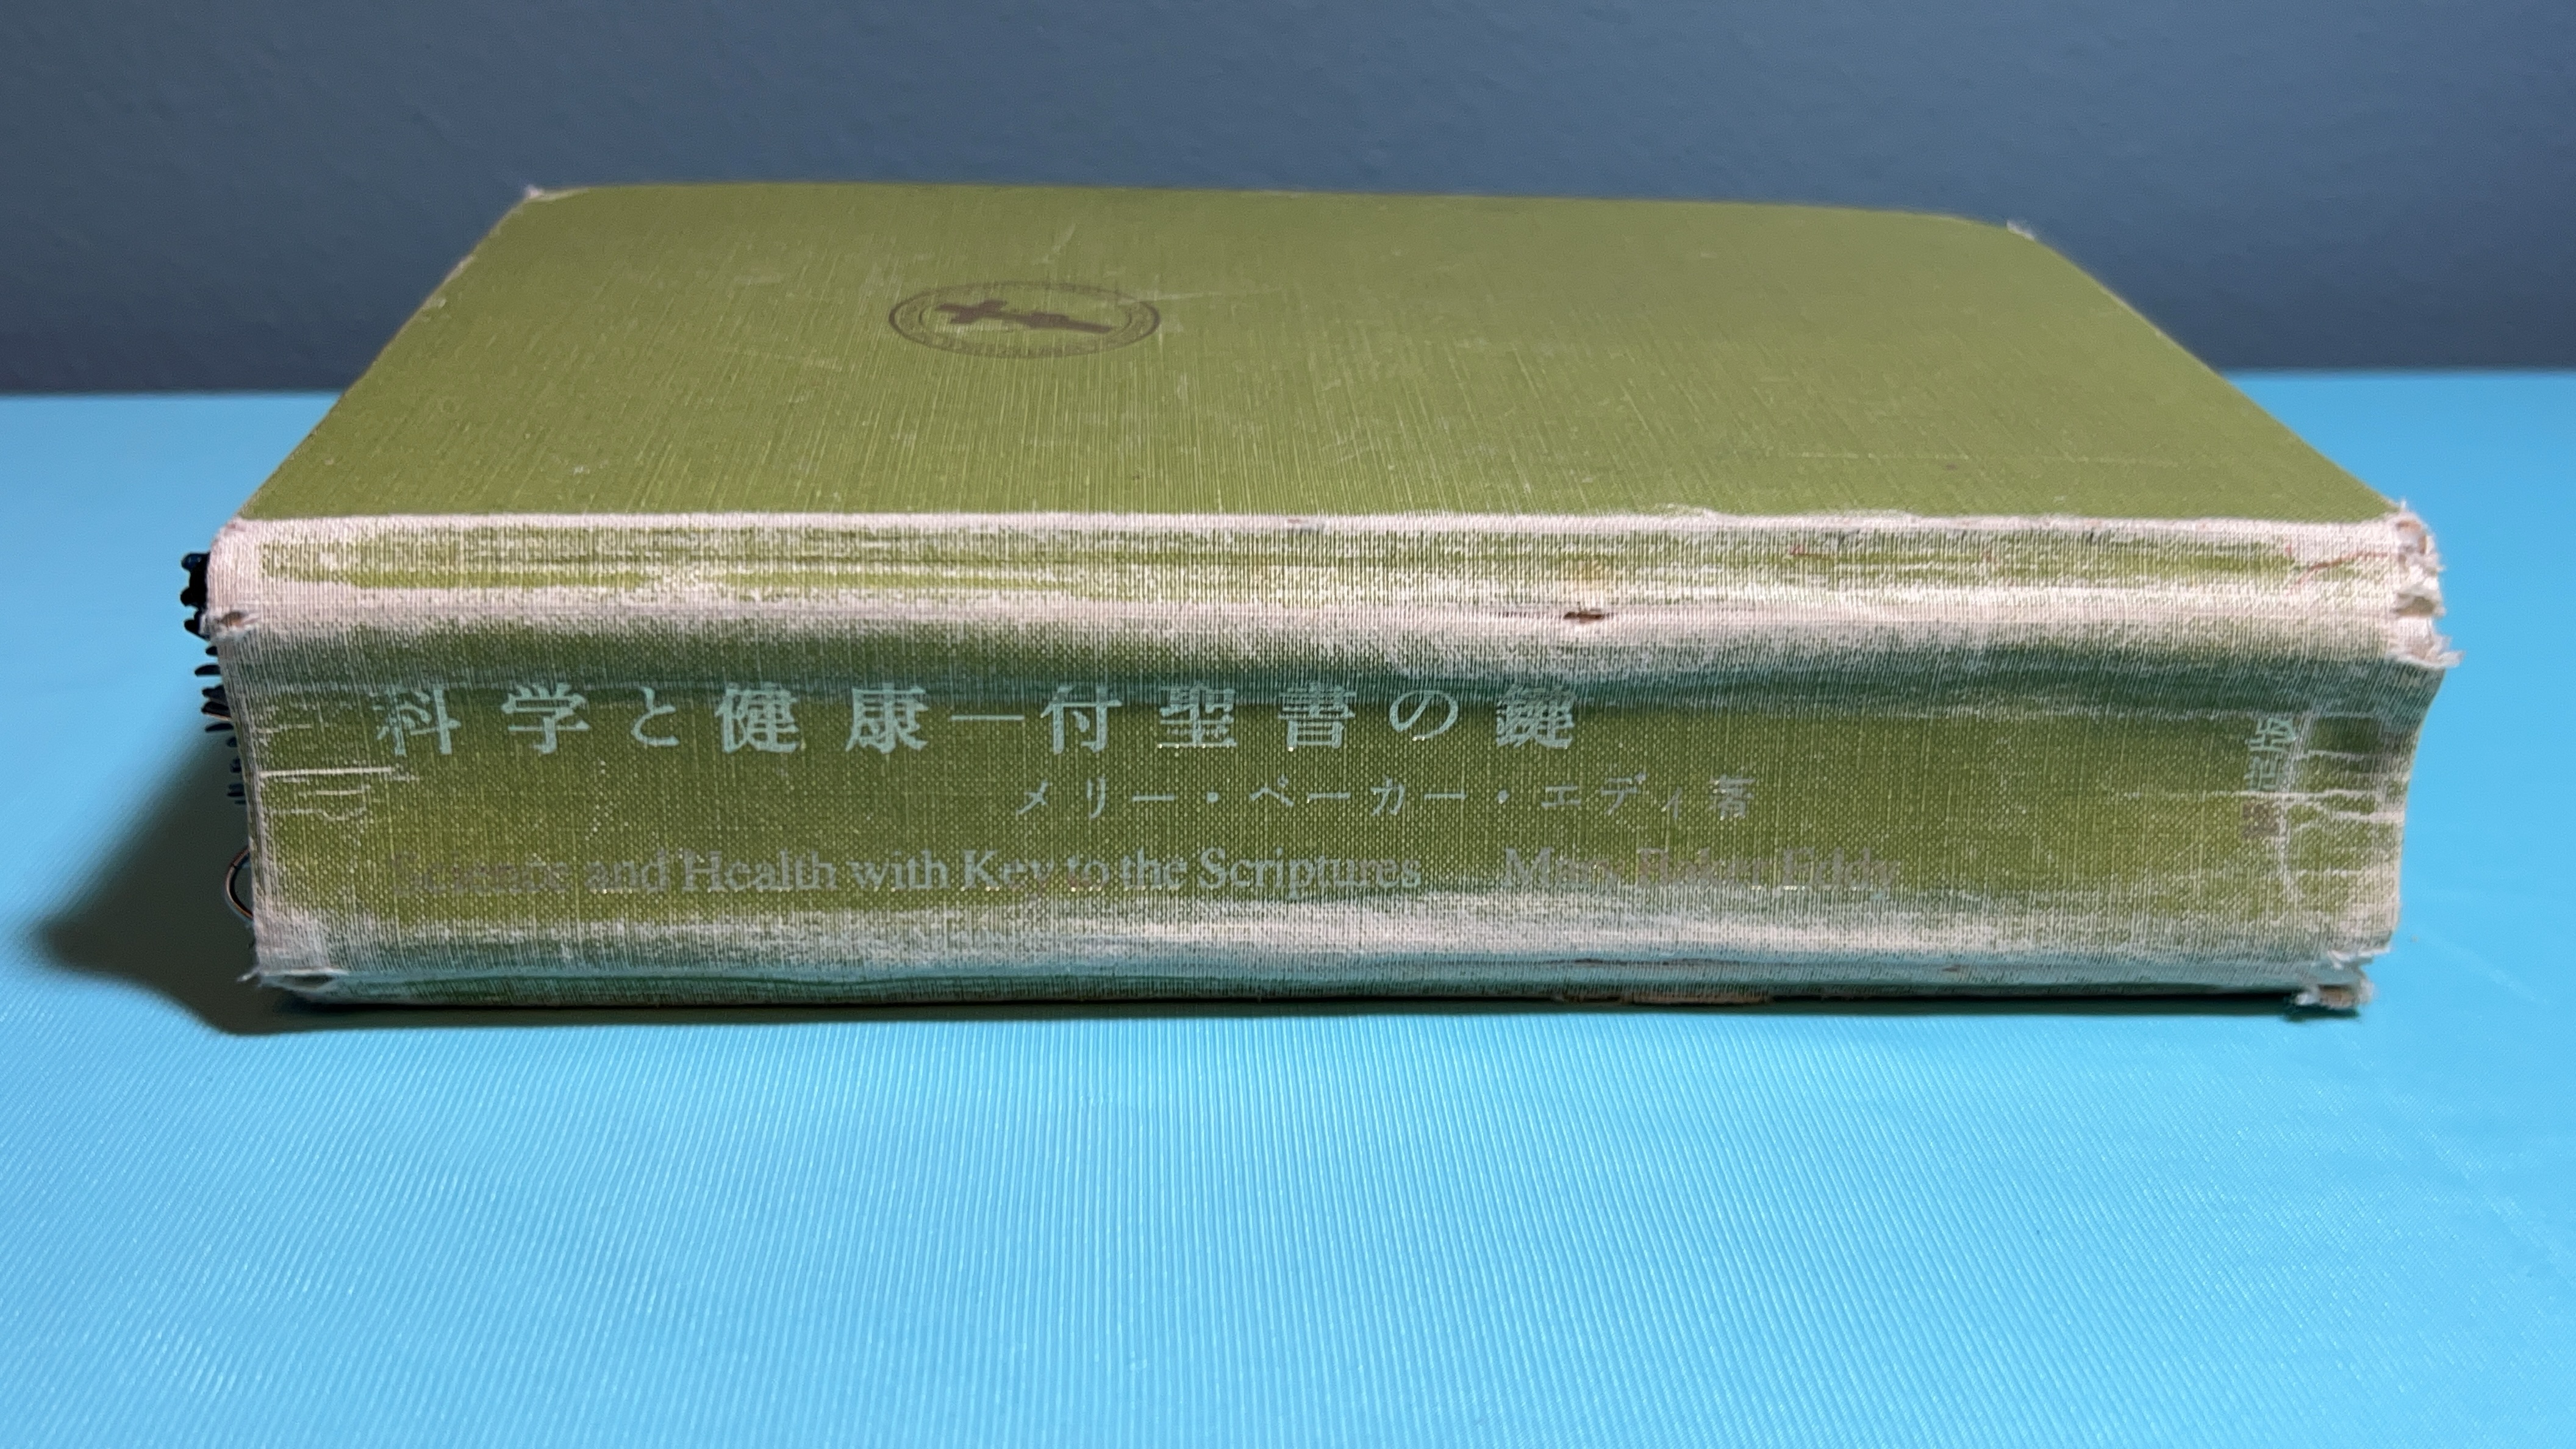 科学と健康—付聖書の鍵
メリー・ベーカー・エディ著
Science and Health with Key to the Scriptures Mary Baker Eddy